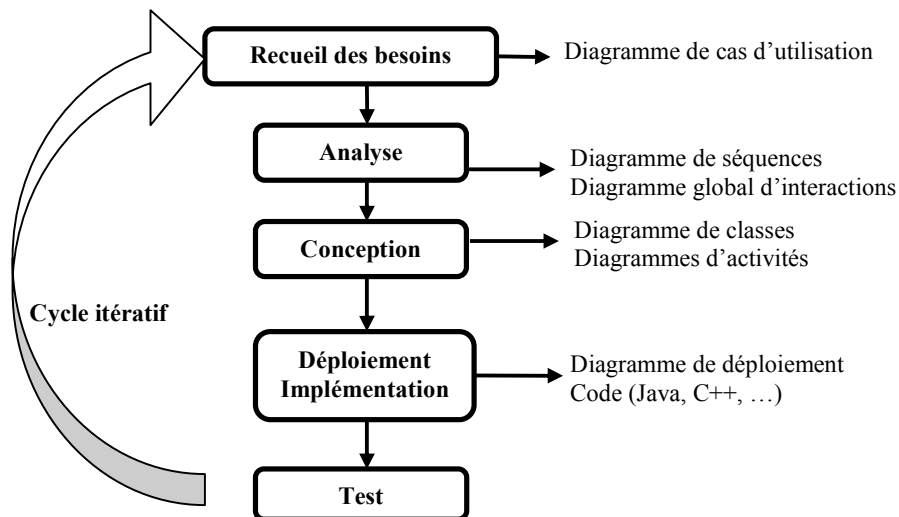 Recueil des besoins
Diagramme de cas d’utilisation
Analyse
Diagramme de séquences
Diagramme global d’interactions
Conception
Diagramme de classes
Diagrammes d’activités
Cycle itératif
Déploiement
Implémentation
Diagramme de déploiement
Code (Java, C++, …)
Test